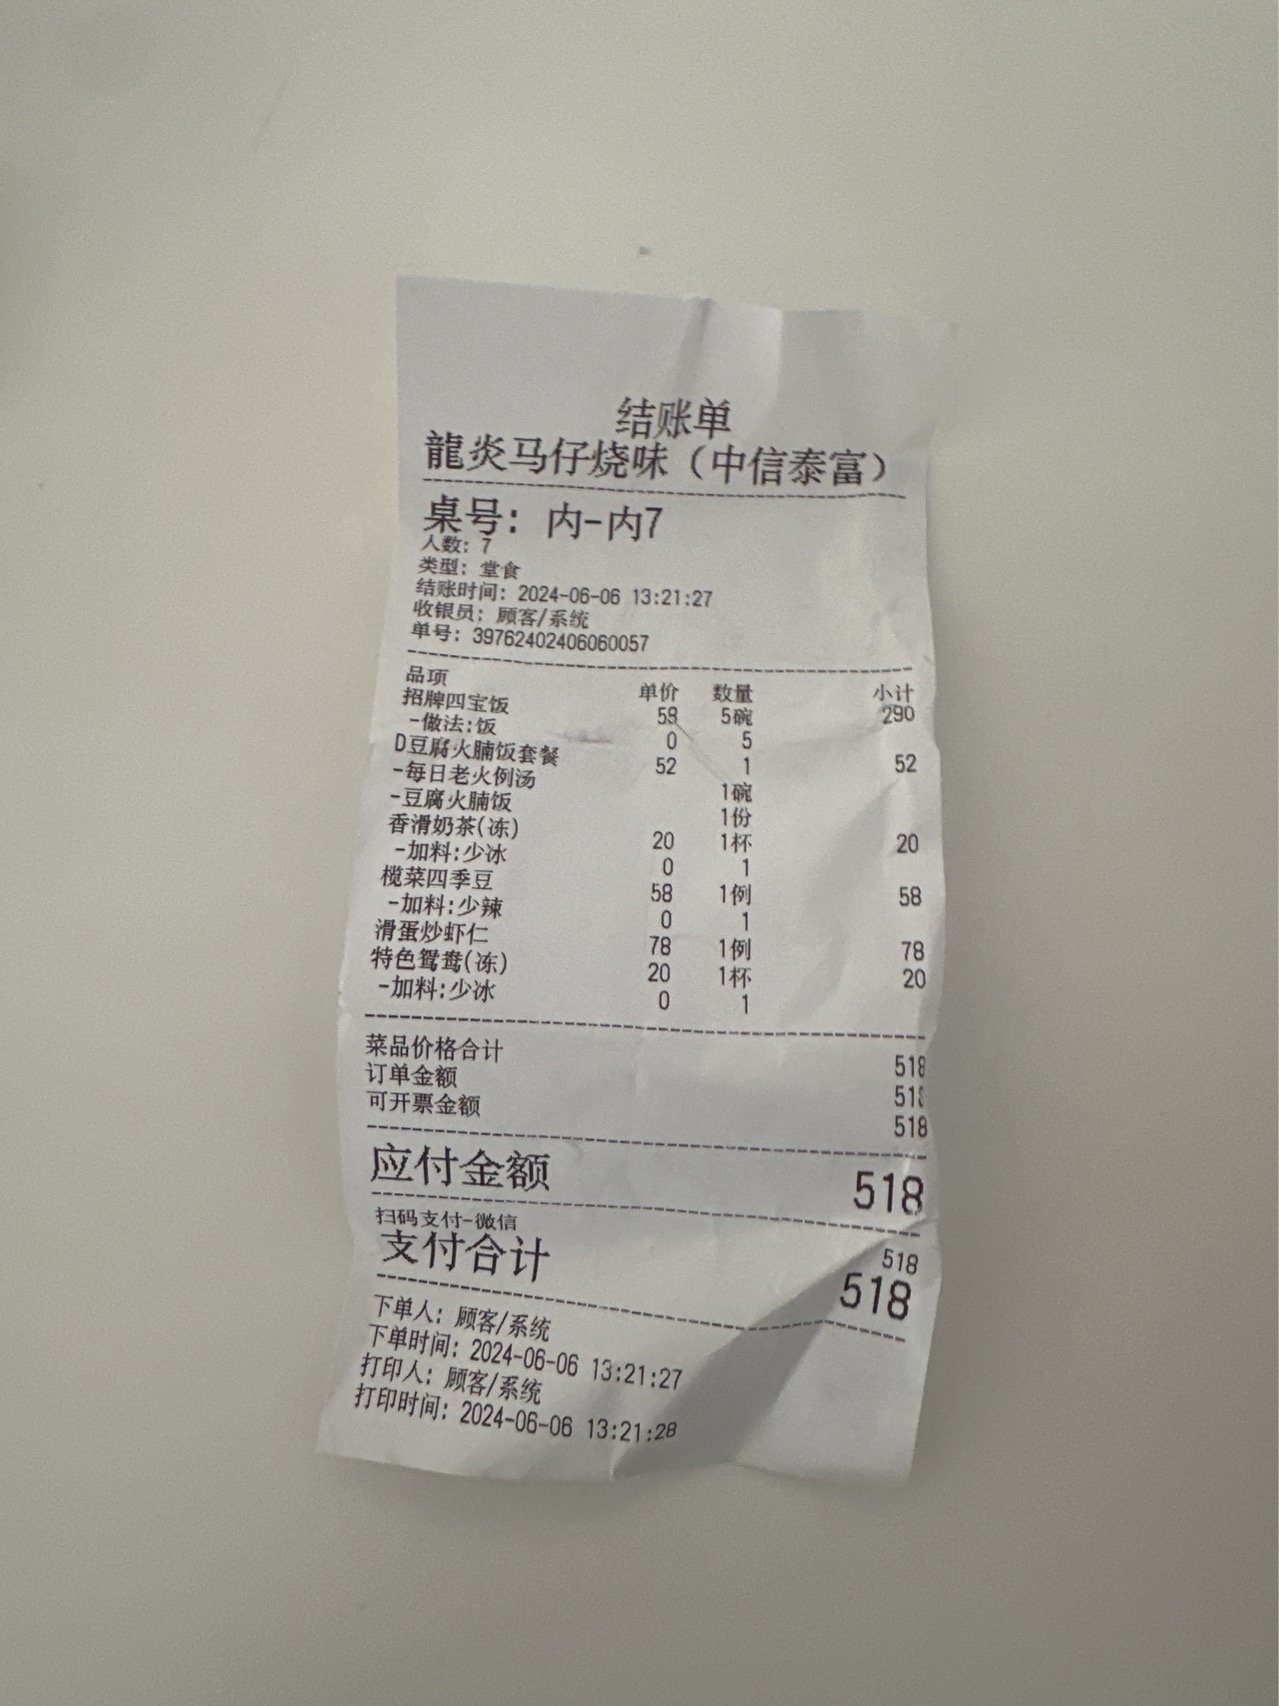 结账单
龍炎马仔烧味（中信泰富）
桌号：内-内7
人数：7
类型：堂食
结账时间：2024-06-06 13:21:27
收银员：顾客/系统
单号：39762402406060057
品项 单价 数量 小计
招牌四宝饭 58 5碗 290
-做法:饭 0 5
D豆腐火腩饭套餐 52 1 52
-每日老火例汤 1碗
-豆腐火腩饭 1份
香滑奶茶(冻) 20 1杯 20
-加料:少冰 0 1
榄菜四季豆 58 1例 58
-加料:少辣 0 1
滑蛋炒虾仁 78 1例 78
特色鸳鸯(冻) 20 1杯 20
-加料:少冰 0 1
菜品价格合计 518
订单金额 518
可开票金额 518
应付金额 518
扫码支付-微信 518
支付合计 518
下单人：顾客/系统
下单时间：2024-06-06 13:21:27
打印人：顾客/系统
打印时间：2024-06-06 13:21:28